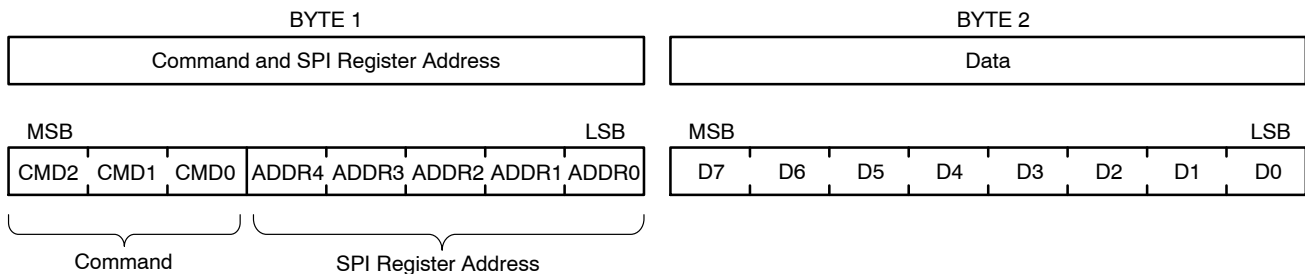 BYTE 1 BYTE 2
Command and SPI Register Address Data
MSB LSB MSB LSB
CMD2 CMD1 CMD0 ADDR4 ADDR3 ADDR2 ADDR1 ADDR0 D7 D6 D5 D4 D3 D2 D1 D0
Command SPI Register Address